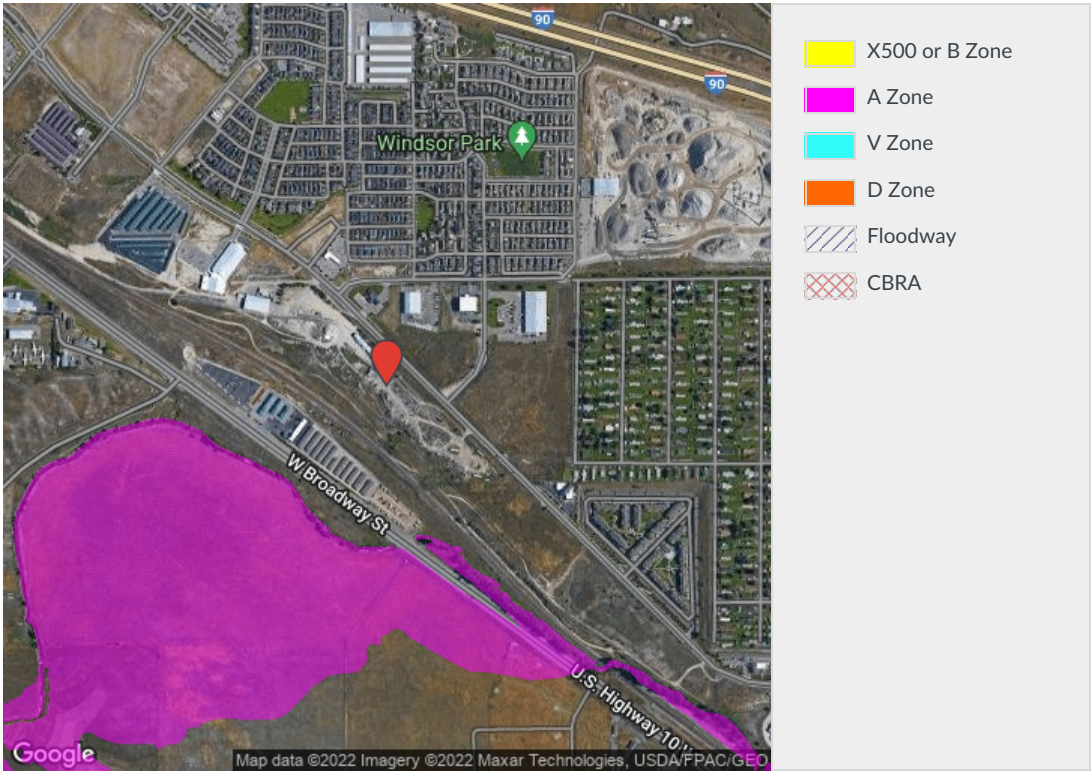 90
90
Windsor Park
W Broadway St
U.S. Highway 10
Google
Map data ©2022 Imagery ©2022 Maxar Technologies, USDA/FPAC/GEO
X500 or B Zone
A Zone
V Zone
D Zone
Floodway
CBRA